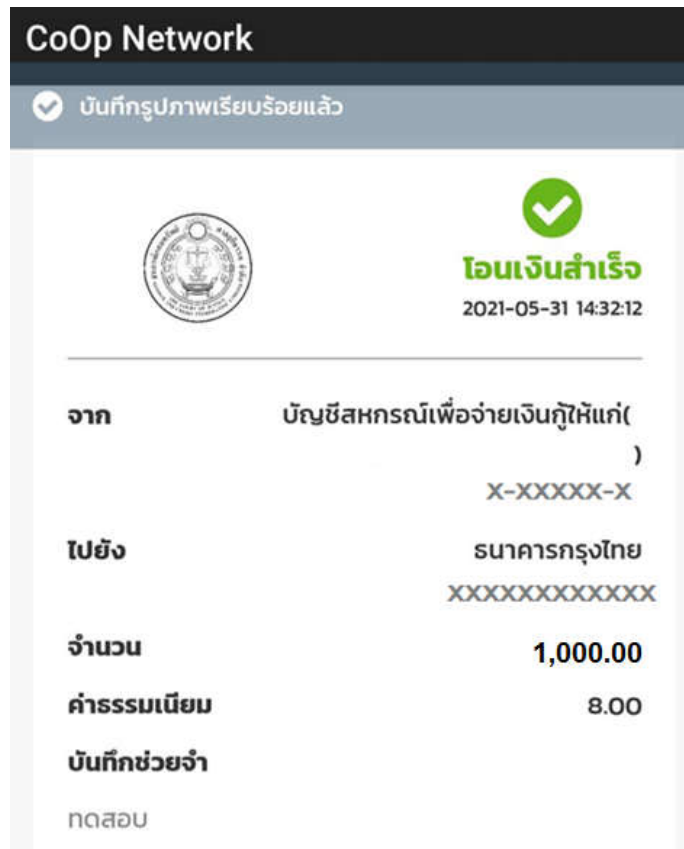 CoOp Network
บันทึกรูปภาพเรียบร้อยแล้ว
โอนเงินสำเร็จ
2021-05-31 14:32:12
จาก บัญชีสหกรณ์เพื่อจ่ายเงินกู้ให้แก่(
)
X-XXXXX-X
ไปยัง ธนาคารกรุงไทย
XXXXXXXXXXXX
จำนวน 1,000.00
ค่าธรรมเนียม 8.00
บันทึกช่วยจำ
ทดสอบ